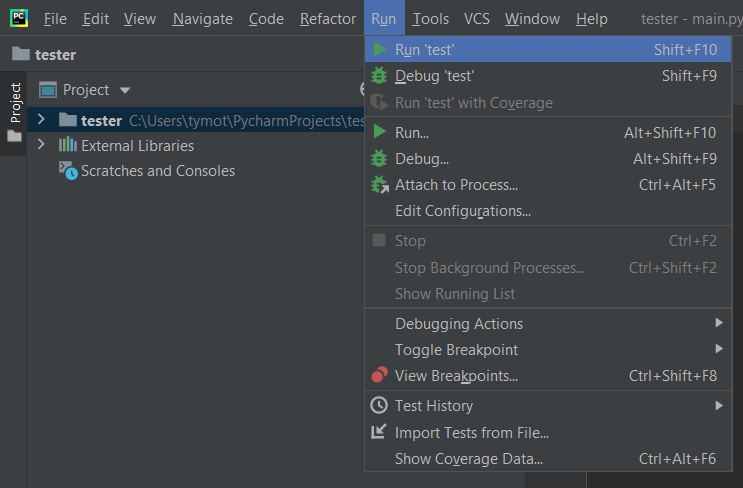 PC File Edit View Navigate Code Refactor Run Tools VCS Window Help tester - main.py
tester
Project
Project
tester C:\Users\tymot\PycharmProjects\tes
External Libraries
Scratches and Consoles
Run 'test' Shift+F10
Debug 'test' Shift+F9
Run 'test' with Coverage
Run... Alt+Shift+F10
Debug... Alt+Shift+F9
Attach to Process... Ctrl+Alt+F5
Edit Configurations...
Stop Ctrl+F2
Stop Background Processes... Ctrl+Shift+F2
Show Running List
Debugging Actions
Toggle Breakpoint
View Breakpoints... Ctrl+Shift+F8
Test History
Import Tests from File...
Show Coverage Data... Ctrl+Alt+F6